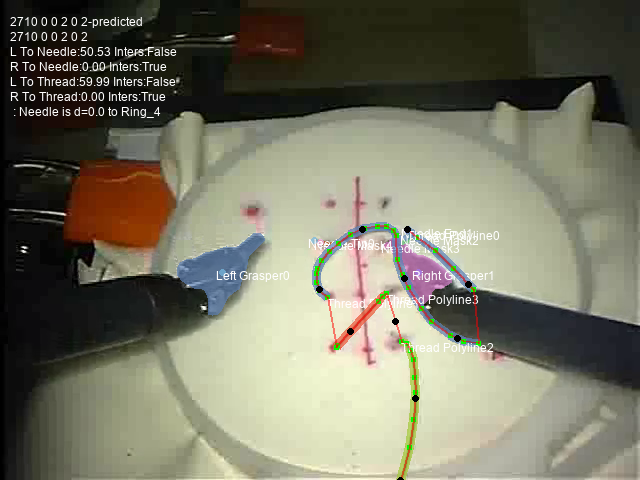 2710 0 0 2 0 2-predicted
2710 0 0 2 0 2
L To Needle:50.53 Inters:False
R To Needle:0.00 Inters:True
L To Thread:59.99 Inters:False
R To Thread:0.00 Inters:True
: Needle is d=0.0 to Ring_4
Thread Polyline0
Left Grasper0
Right Grasper1
Thread Polyline3
Thread Polyline2